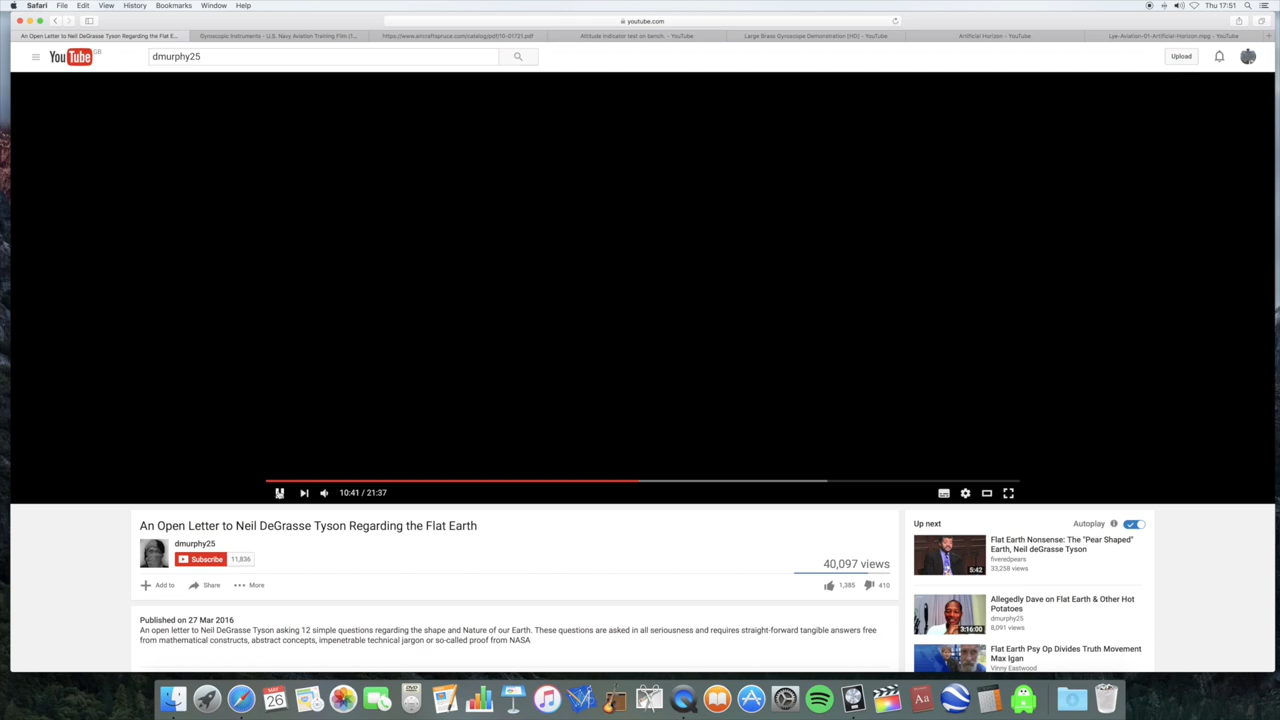 Safari File Edit View History Bookmarks Window Help
Thu 17:51
youtube.com
An Open Letter to Neil DeGrasse Tyson Regarding the Flat E...
Gyroscopic Instruments - U.S. Navy Aviation Training Film (1...
https://www.aircraftspruce.com/catalog/pdf/10-01721.pdf
Attitude indicator test on bench. - YouTube
Large Brass Gyroscope Demonstration (HD) - YouTube
Artificial Horizon - YouTube
Lye-Aviation-01-Artificial-Horizon.mpg - YouTube
YouTube GB
dmurphy25
Upload
10:41 / 21:37
An Open Letter to Neil DeGrasse Tyson Regarding the Flat Earth
dmurphy25
Subscribe 11,836
40,097 views
Add to Share More
1,385 410
Published on 27 Mar 2016
An open letter to Neil DeGrasse Tyson asking 12 simple questions regarding the shape and Nature of our Earth. These questions are asked in all seriousness and requires straight-forward tangible answers free
from mathematical constructs, abstract concepts, impenetrable technical jargon or so-called proof from NASA
Up next
Autoplay
Flat Earth Nonsense: The "Pear Shaped"
Earth, Neil deGrasse Tyson
fiveredpears
33,258 views
5:42
Allegedly Dave on Flat Earth & Other Hot
Potatoes
dmurphy25
8,091 views
3:16:00
Flat Earth Psy Op Divides Truth Movement
Max Igan
Vinny Eastwood
MAY
26
Aa